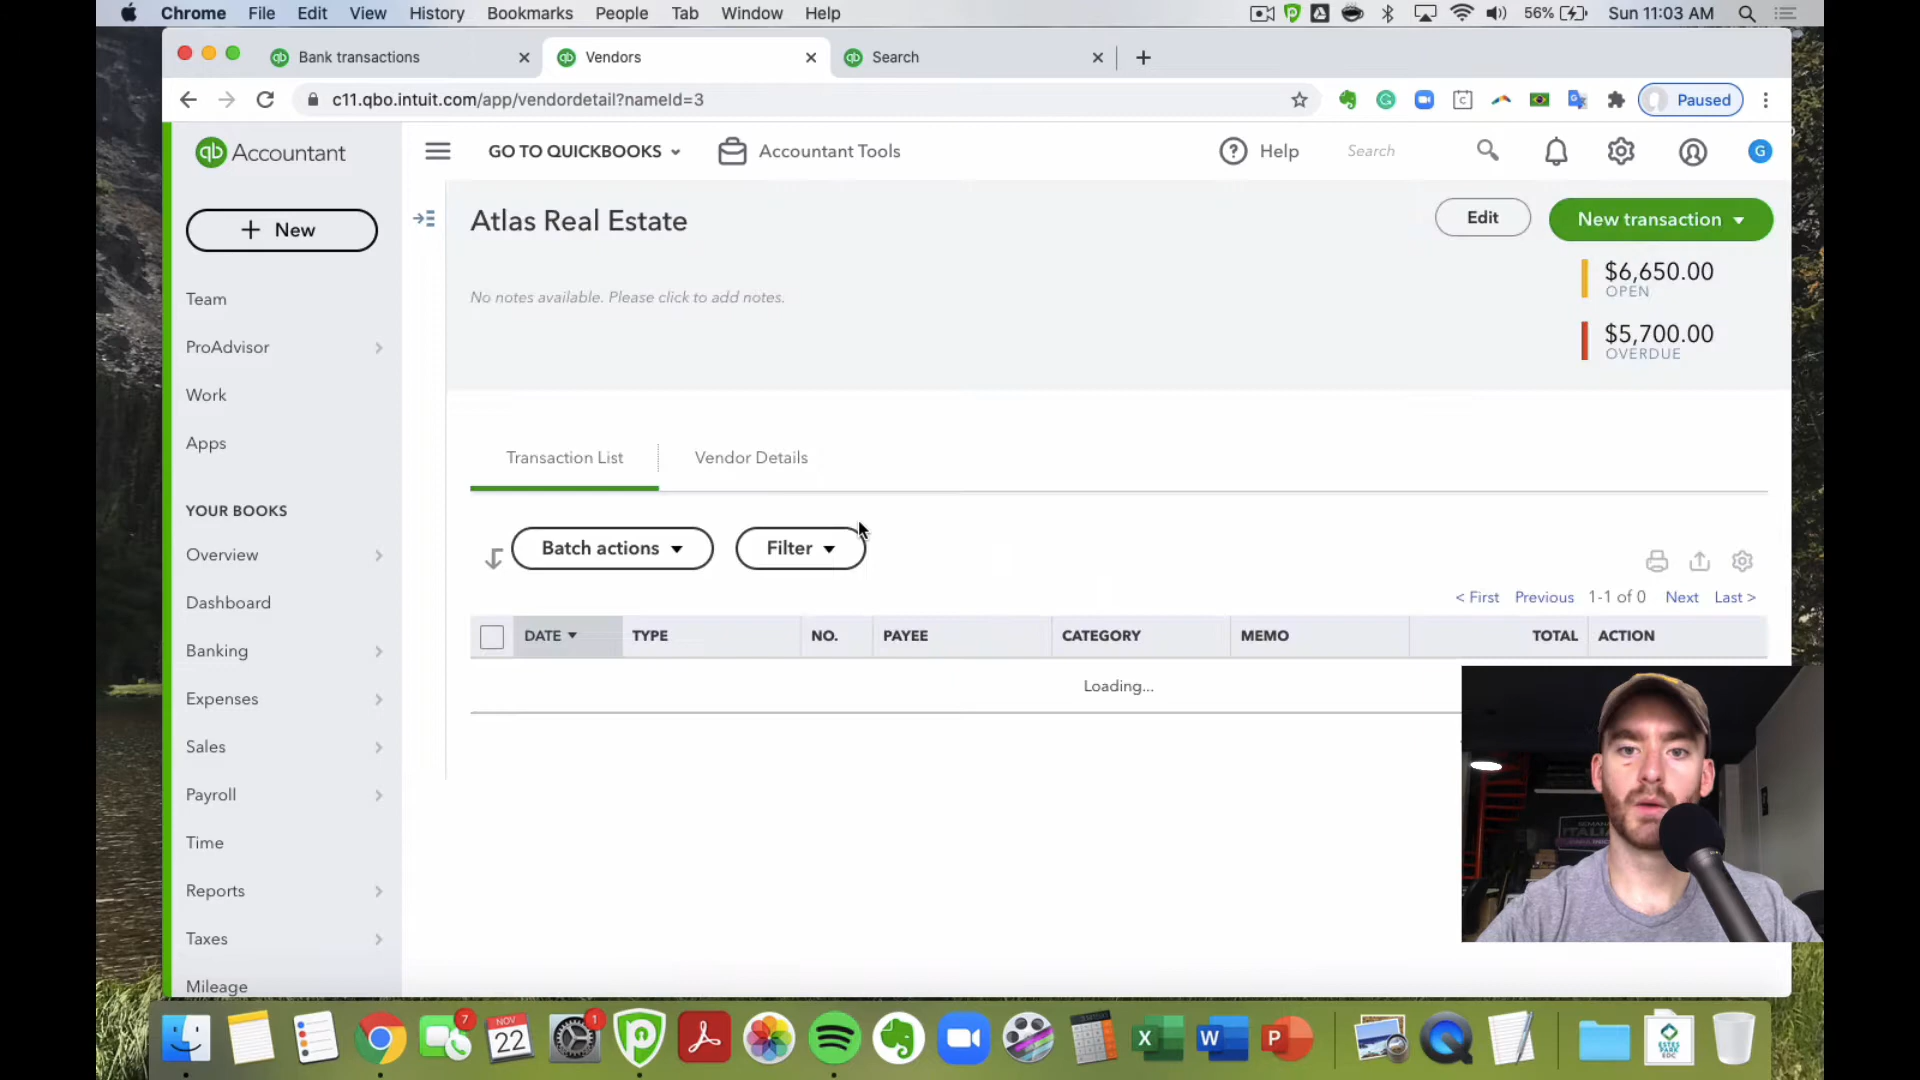 Chrome File Edit View History Bookmarks People Tab Window Help 56% Sun 11:03 AM
Bank transactions Vendors Search
c11.qbo.intuit.com/app/vendordetail?nameId=3 Paused
qb Accountant GO TO QUICKBOOKS Accountant Tools Help Search G
+ New
Atlas Real Estate
Edit New transaction
No notes available. Please click to add notes.
$6,650.00
OPEN
$5,700.00
OVERDUE
Team
ProAdvisor
Work
Apps
YOUR BOOKS
Overview
Dashboard
Banking
Expenses
Sales
Payroll
Time
Reports
Taxes
Mileage
Transaction List Vendor Details
Batch actions Filter
< First Previous 1-1 of 0 Next Last >
DATE TYPE NO. PAYEE CATEGORY MEMO TOTAL ACTION
Loading...
7 NOV 22 1 X W P ESTES PARK EDC